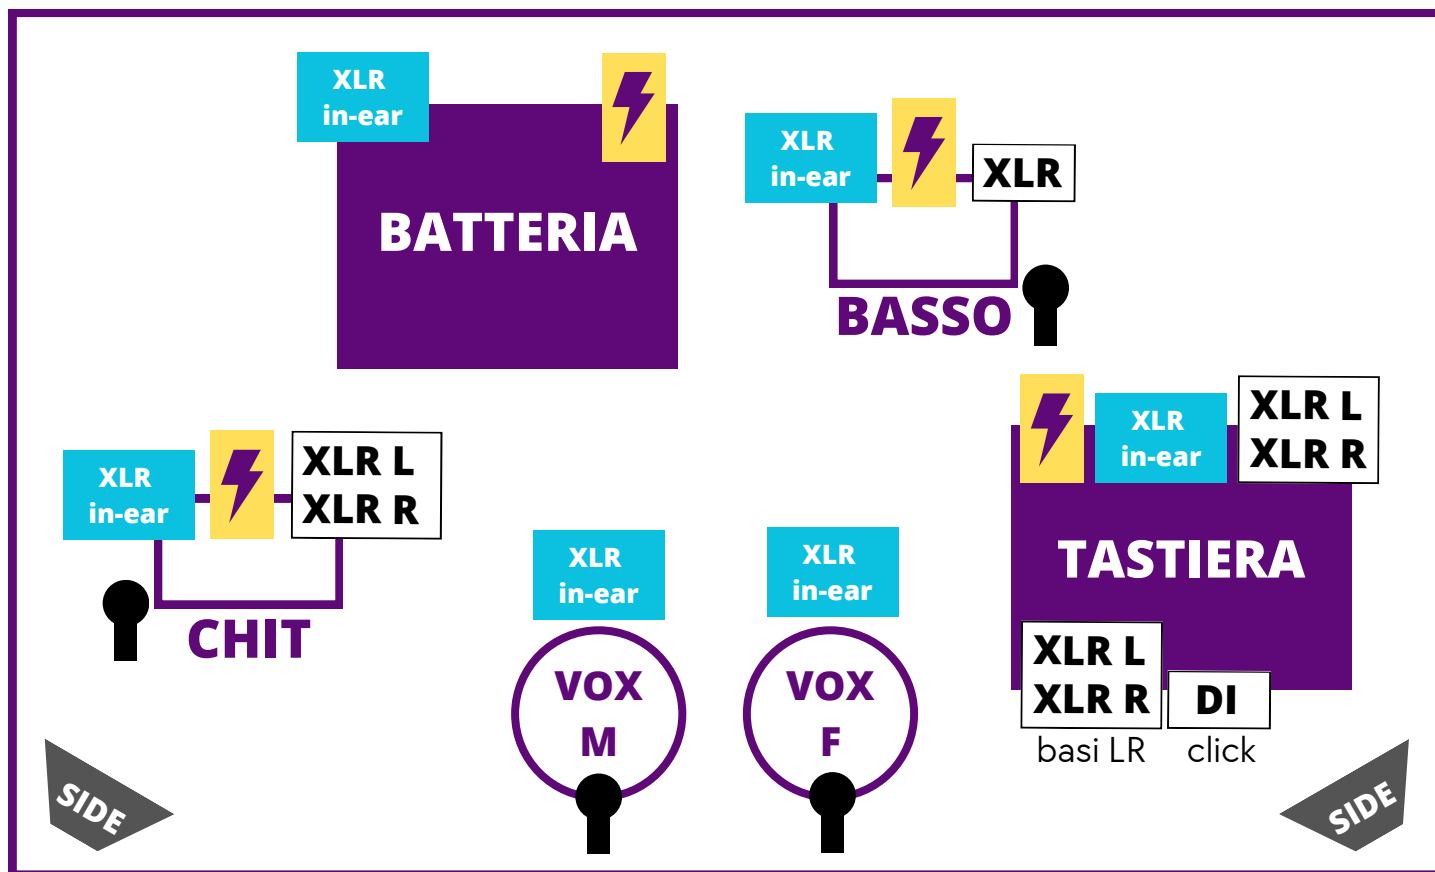 XLR
in-ear
BATTERIA
XLR
in-ear
XLR
BASSO
XLR
in-ear
XLR L
XLR R
CHIT
XLR
in-ear
VOX
M
XLR
in-ear
VOX
F
XLR
in-ear
XLR L
XLR R
TASTIERA
XLR L
XLR R
basi LR
DI
click
SIDE
SIDE